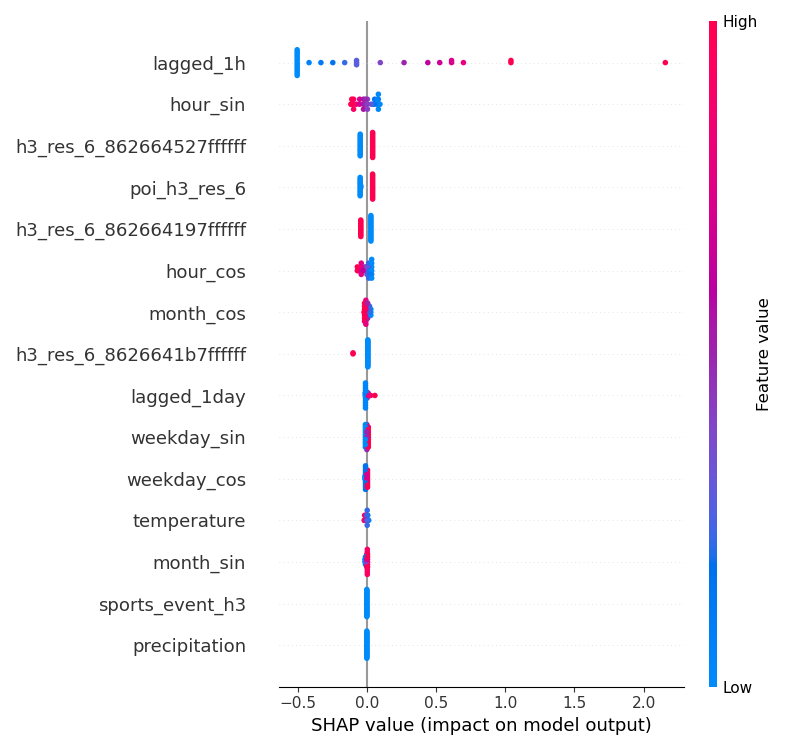 High
lagged_1h
hour_sin
h3_res_6_862664527ffffff
poi_h3_res_6
h3_res_6_862664197ffffff
hour_cos
month_cos
h3_res_6_8626641b7ffffff
lagged_1day
weekday_sin
weekday_cos
temperature
month_sin
sports_event_h3
precipitation
Feature value
Low
−0.5 0.0 0.5 1.0 1.5 2.0
SHAP value (impact on model output)